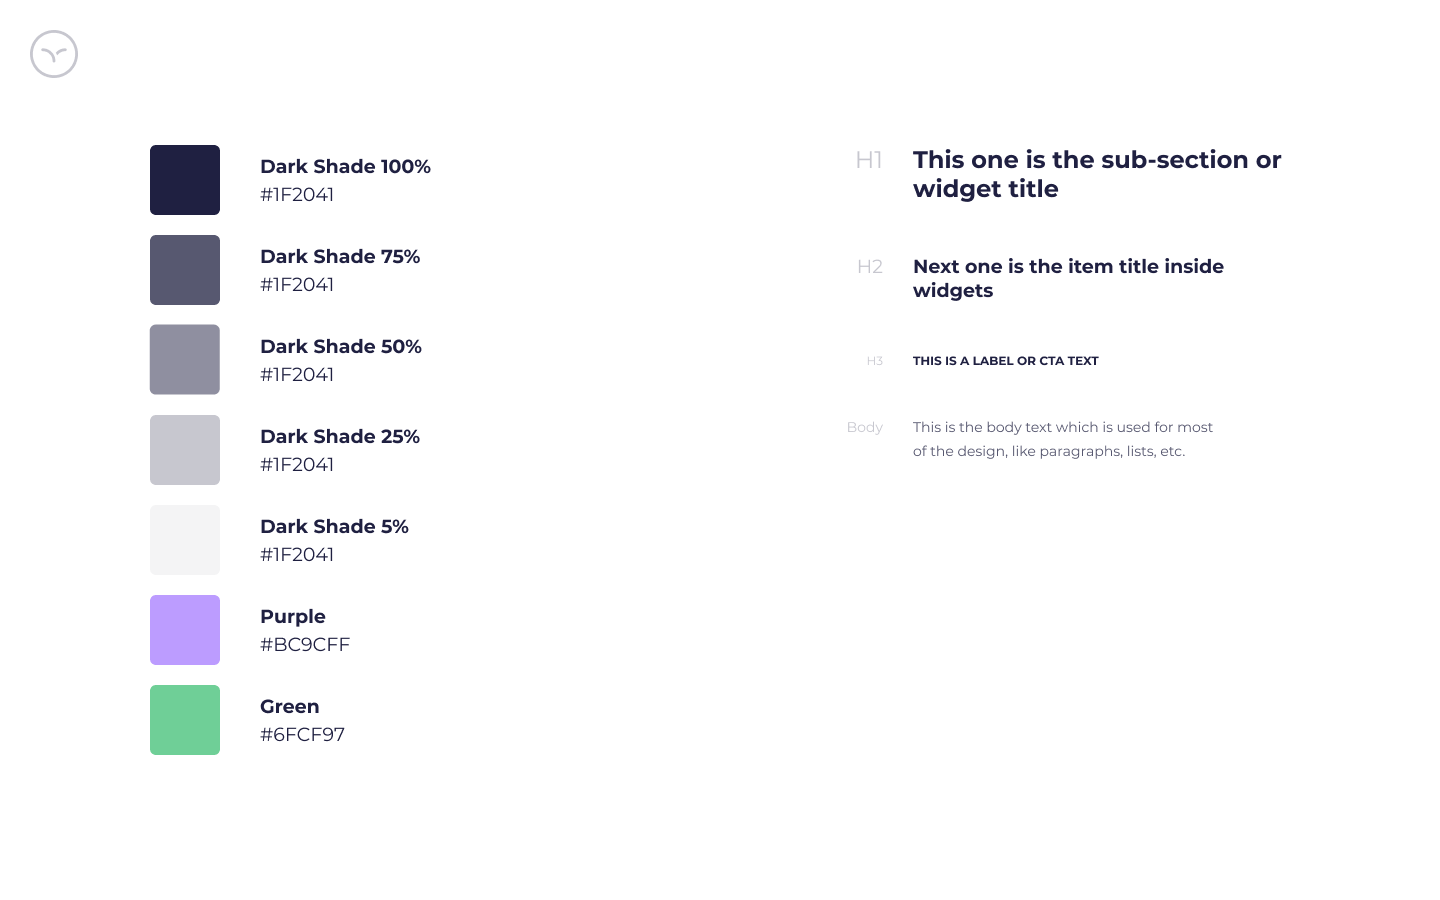 Dark Shade 100%
#1F2041
Dark Shade 75%
#1F2041
Dark Shade 50%
#1F2041
Dark Shade 25%
#1F2041
Dark Shade 5%
#1F2041
Purple
#BC9CFF
Green
#6FCF97
H1 This one is the sub-section or
widget title
H2 Next one is the item title inside
widgets
H3 THIS IS A LABEL OR CTA TEXT
Body This is the body text which is used for most
of the design, like paragraphs, lists, etc.